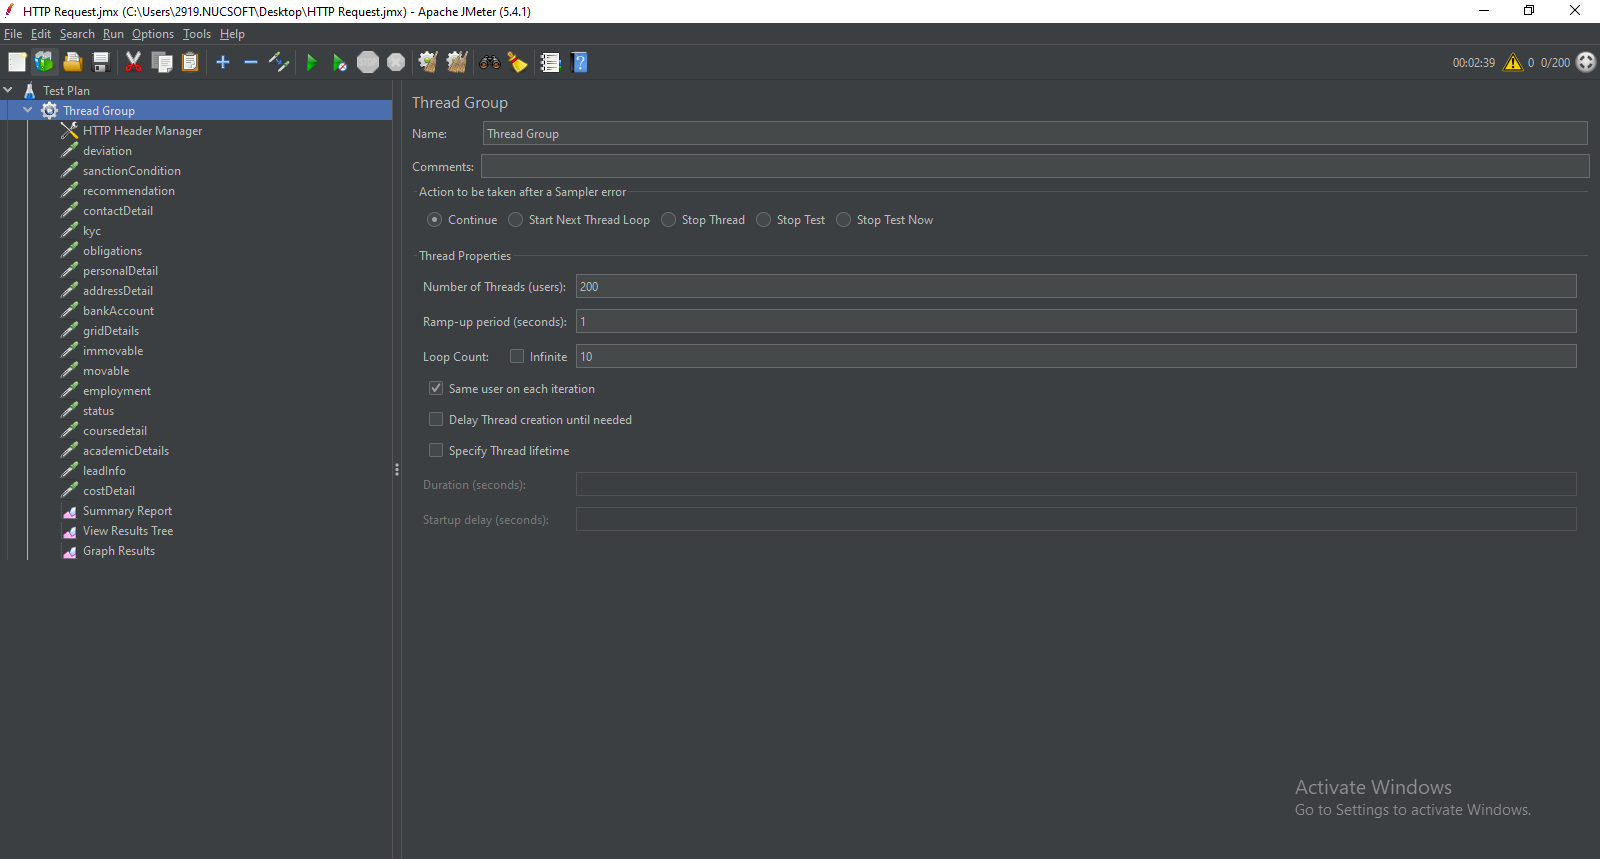 HTTP Request.jmx (C:\Users\2919.NUCSOFT\Desktop\HTTP Request.jmx) - Apache JMeter (5.4.1)
File Edit Search Run Options Tools Help
STOP
00:02:39 0 0/200
Test Plan
Thread Group
HTTP Header Manager
deviation
sanctionCondition
recommendation
contactDetail
kyc
obligations
personalDetail
addressDetail
bankAccount
gridDetails
immovable
movable
employment
status
coursedetail
academicDetails
leadInfo
costDetail
Summary Report
View Results Tree
Graph Results
Thread Group
Name: Thread Group
Comments:
Action to be taken after a Sampler error
Continue Start Next Thread Loop Stop Thread Stop Test Stop Test Now
Thread Properties
Number of Threads (users): 200
Ramp-up period (seconds): 1
Loop Count: Infinite 10
Same user on each iteration
Delay Thread creation until needed
Specify Thread lifetime
Duration (seconds):
Startup delay (seconds):
Activate Windows
Go to Settings to activate Windows.